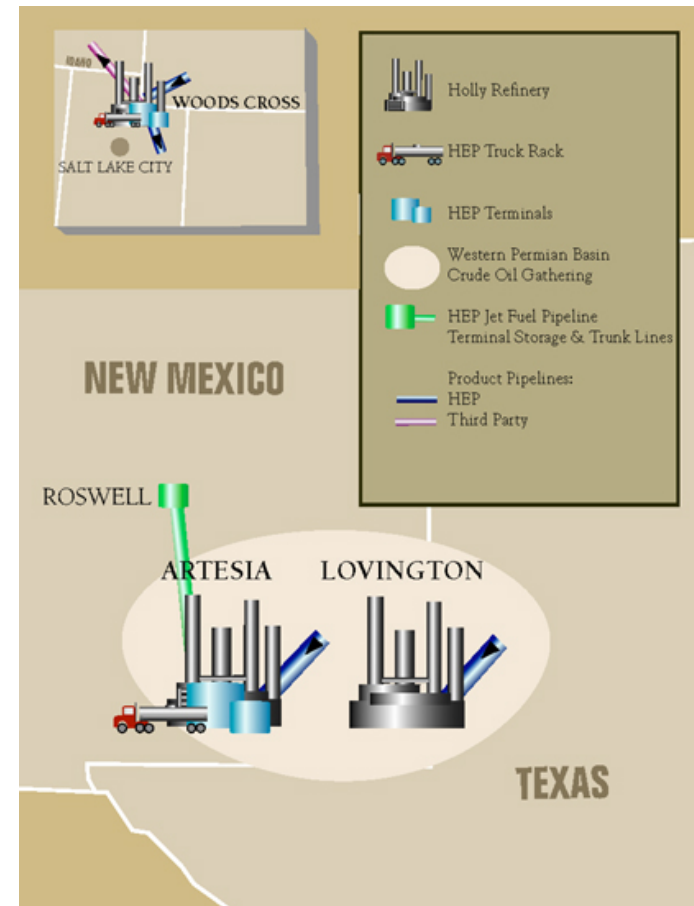 IDAHO
WOODS CROSS
SALT LAKE CITY
Holly Refinery
HEP Truck Rack
HEP Terminals
Western Permian Basin
Crude Oil Gathering
HEP Jet Fuel Pipeline
Terminal Storage & Trunk Lines
Product Pipelines:
HEP
Third Party
NEW MEXICO
ROSWELL
ARTESIA
LOVINGTON
TEXAS